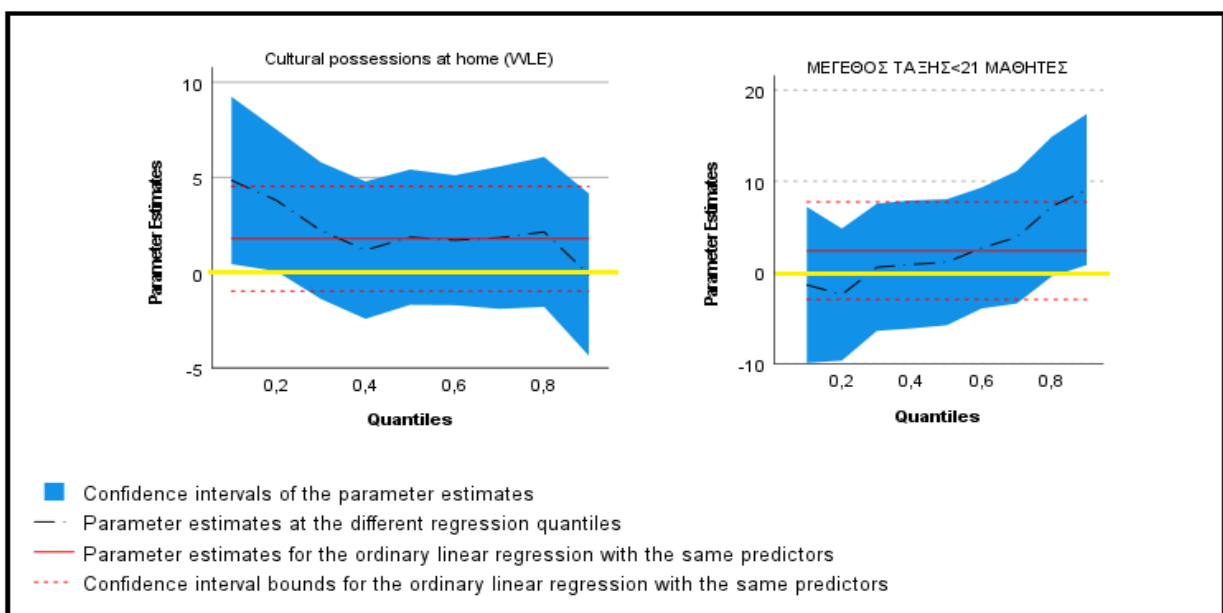 Cultural possessions at home (WLE)
10
5
0
-5
Parameter Estimates
0,2 0,4 0,6 0,8
Quantiles
ΜΕΓΕΘΟΣ ΤΑΞΗΣ<21 ΜΑΘΗΤΕΣ
20
10
0
-10
Parameter Estimates
0,2 0,4 0,6 0,8
Quantiles
Confidence intervals of the parameter estimates
Parameter estimates at the different regression quantiles
Parameter estimates for the ordinary linear regression with the same predictors
Confidence interval bounds for the ordinary linear regression with the same predictors